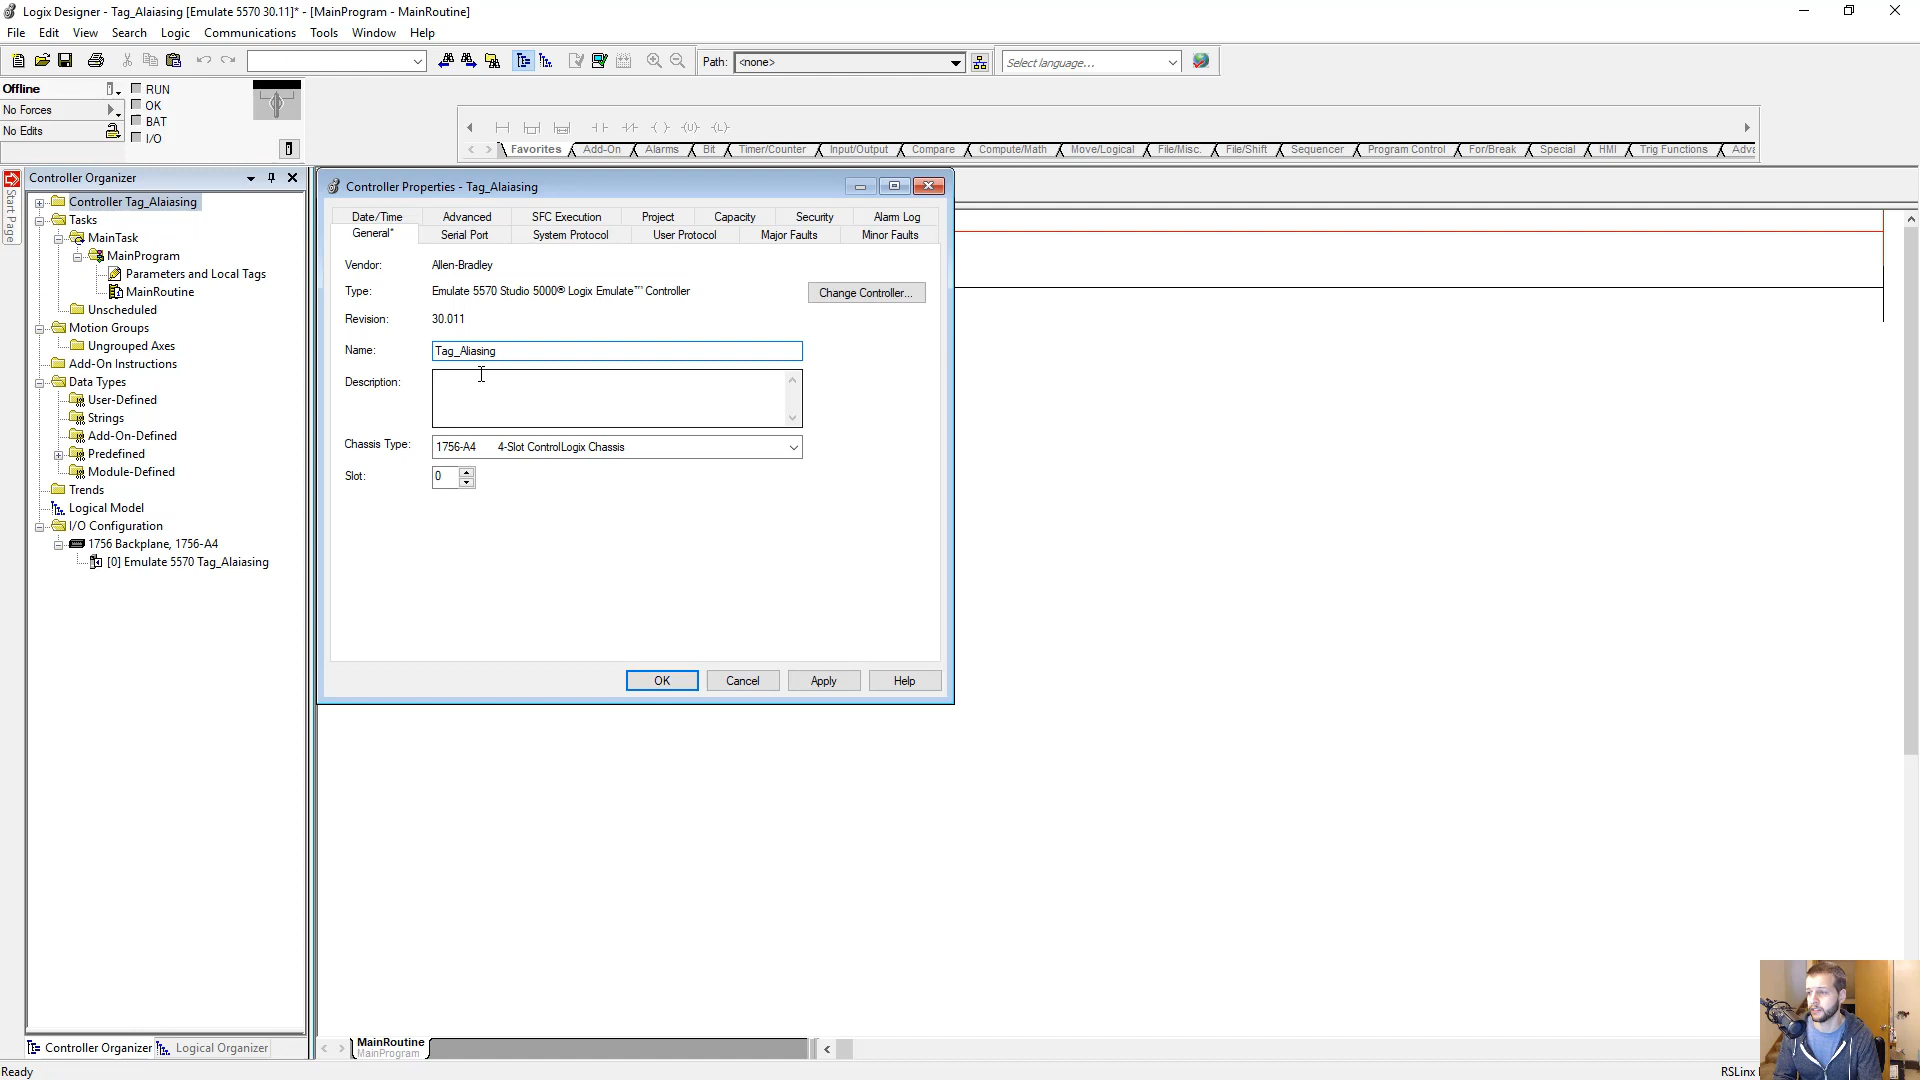 Logix Designer - Tag_Alaiasing [Emulate 5570 30.11]* - [MainProgram - MainRoutine]
File Edit View Search Logic Communications Tools Window Help
Path: <none> Select language...
Offline RUN
No Forces OK
No Edits BAT
I/O
Favorites Add-On Alarms Bit Timer/Counter Input/Output Compare Compute/Math Move/Logical File/Misc. File/Shift Sequencer Program Control For/Break Special HMI Trig Functions Adva
Start Page
Controller Organizer
Controller Tag_Alaiasing
Tasks
MainTask
MainProgram
Parameters and Local Tags
MainRoutine
Unscheduled
Motion Groups
Ungrouped Axes
Add-On Instructions
Data Types
User-Defined
Strings
Add-On-Defined
Predefined
Module-Defined
Trends
Logical Model
I/O Configuration
1756 Backplane, 1756-A4
[0] Emulate 5570 Tag_Alaiasing
Controller Organizer Logical Organizer
Controller Properties - Tag_Alaiasing
Date/Time Advanced SFC Execution Project Capacity Security Alarm Log
General* Serial Port System Protocol User Protocol Major Faults Minor Faults
Vendor: Allen-Bradley
Type: Emulate 5570 Studio 5000® Logix Emulate™ Controller Change Controller...
Revision: 30.011
Name: Tag_Aliasing
Description:
Chassis Type: 1756-A4 4-Slot ControlLogix Chassis
Slot: 0
OK Cancel Apply Help
MainRoutine
MainProgram
Ready RSLinx